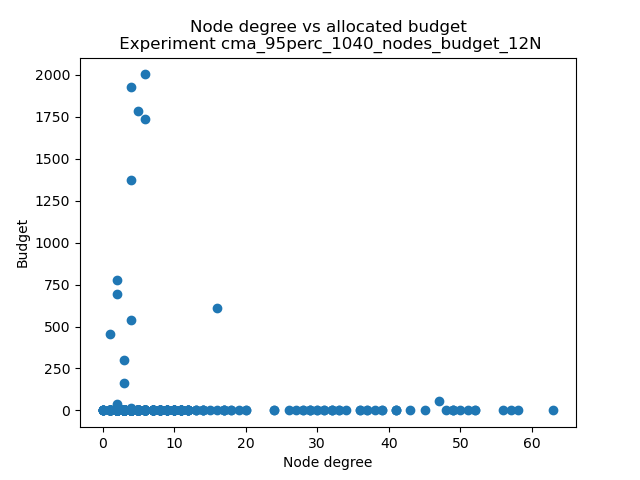 Node degree vs allocated budget
Experiment cma_95perc_1040_nodes_budget_12N
2000
1750
1500
1250
1000
750
500
250
0
Budget
0 10 20 30 40 50 60
Node degree